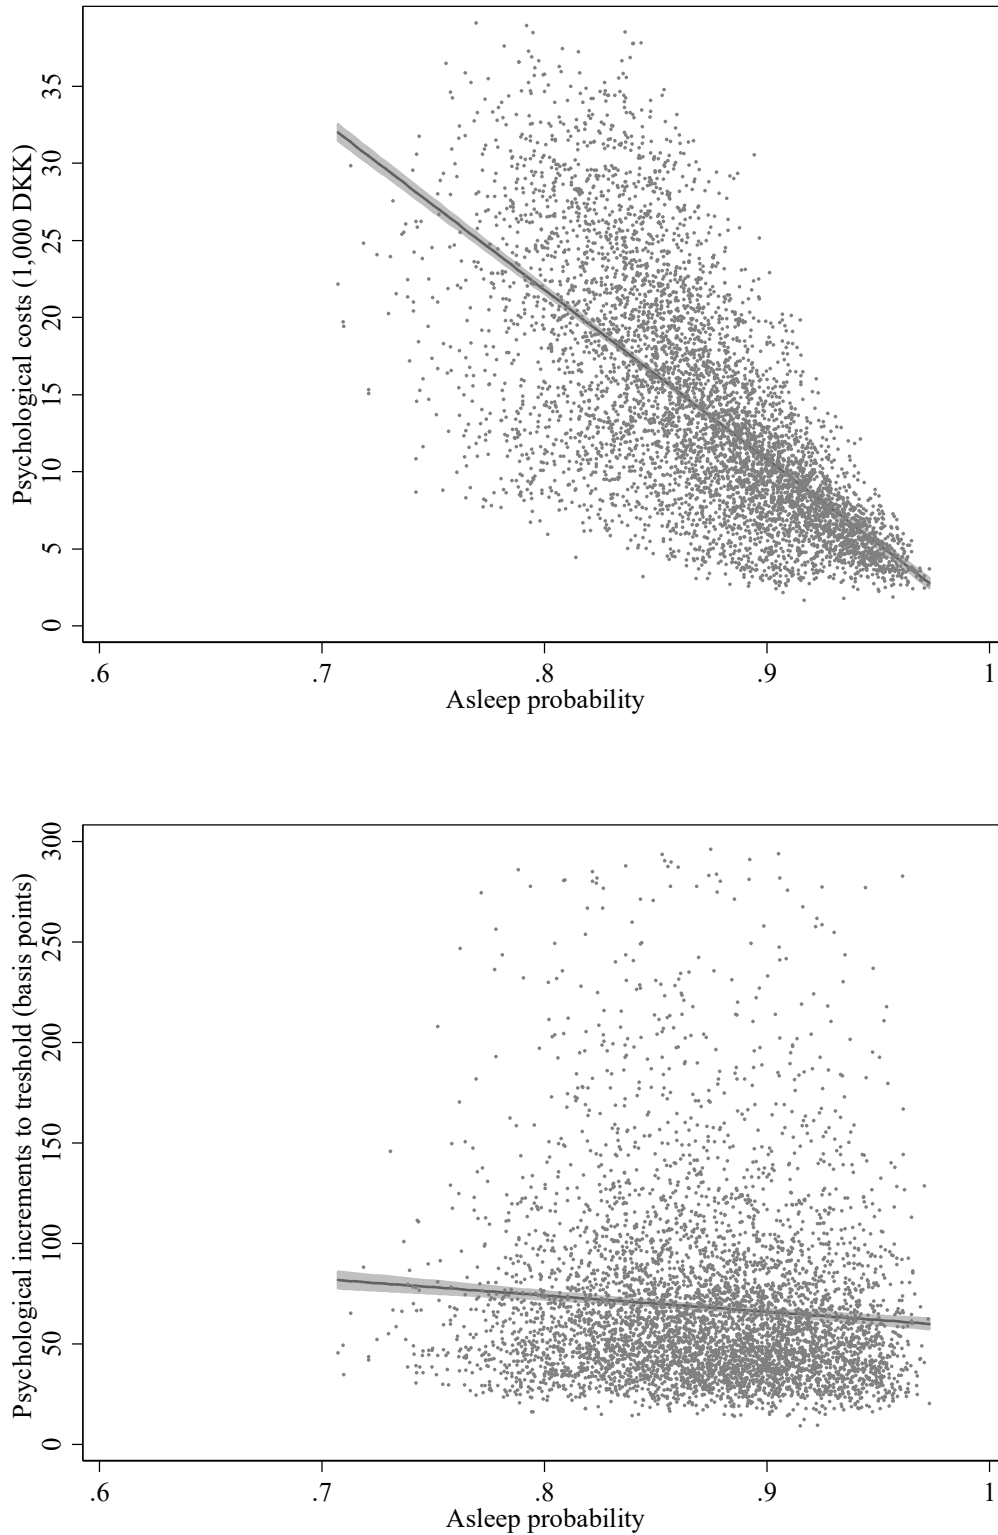 Psychological costs (1,000 DKK)
35
30
25
20
15
10
5
0
.6 .7 .8 .9 1
Asleep probability
Psychological increments to treshold (basis points)
300
250
200
150
100
50
0
.6 .7 .8 .9 1
Asleep probability